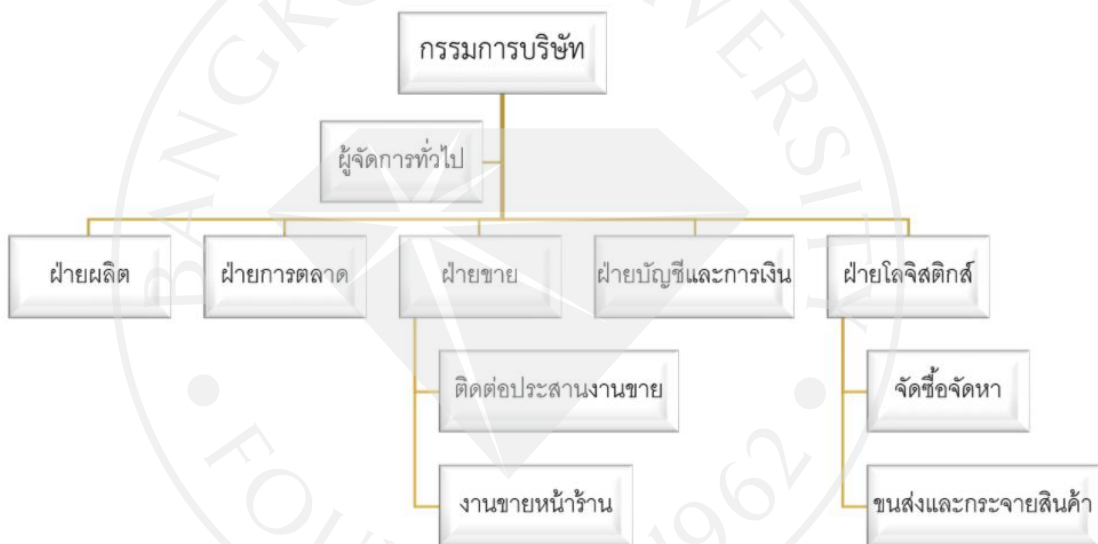 กรรมการบริษัท
ผู้จัดการทั่วไป
ฝ่ายผลิต
ฝ่ายการตลาด
ฝ่ายขาย
ฝ่ายบัญชีและการเงิน
ฝ่ายโลจิสติกส์
ติดต่อประสานงานขาย
งานขายหน้าร้าน
จัดซื้อจัดหา
ขนส่งและกระจายสินค้า